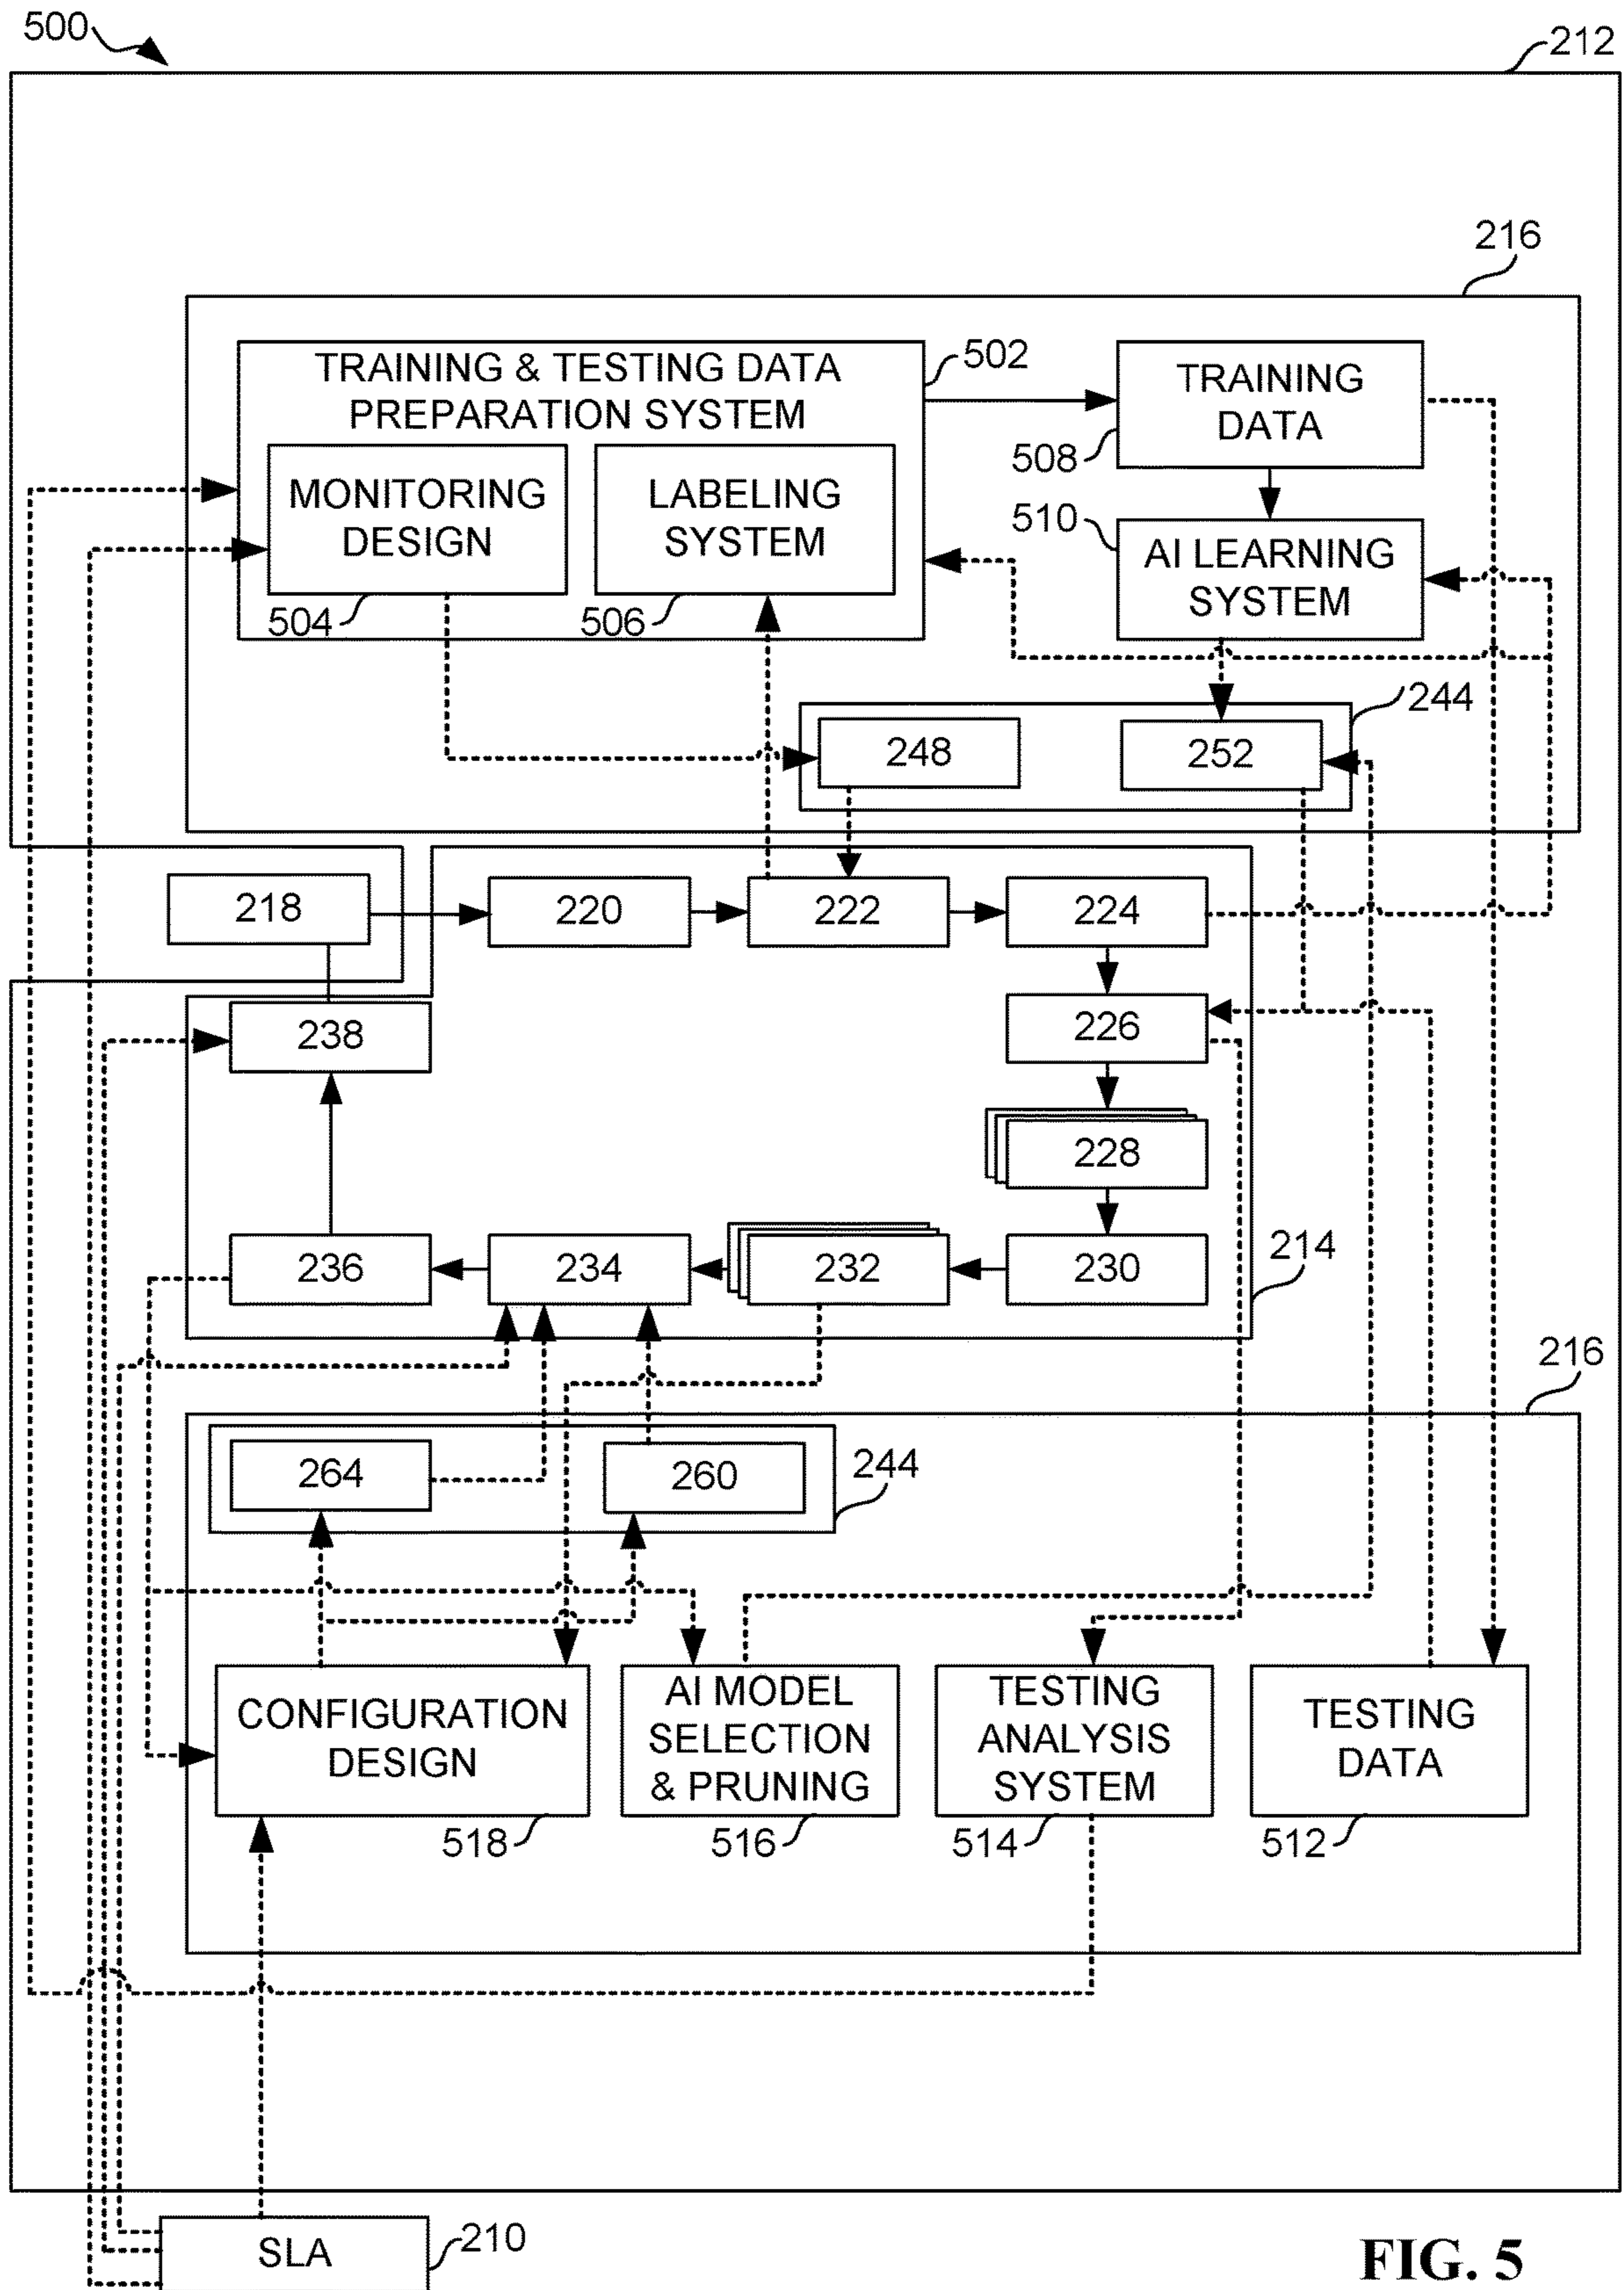 500
212
216
TRAINING & TESTING DATA
PREPARATION SYSTEM
502
TRAINING
DATA
508
MONITORING
DESIGN
LABELING
SYSTEM
510
AI LEARNING
SYSTEM
504
506
244
248
252
218
220
222
224
238
226
228
214
236
234
232
230
216
264
260
244
CONFIGURATION
DESIGN
AI MODEL
SELECTION
& PRUNING
TESTING
ANALYSIS
SYSTEM
TESTING
DATA
518
516
514
512
SLA
210
FIG. 5